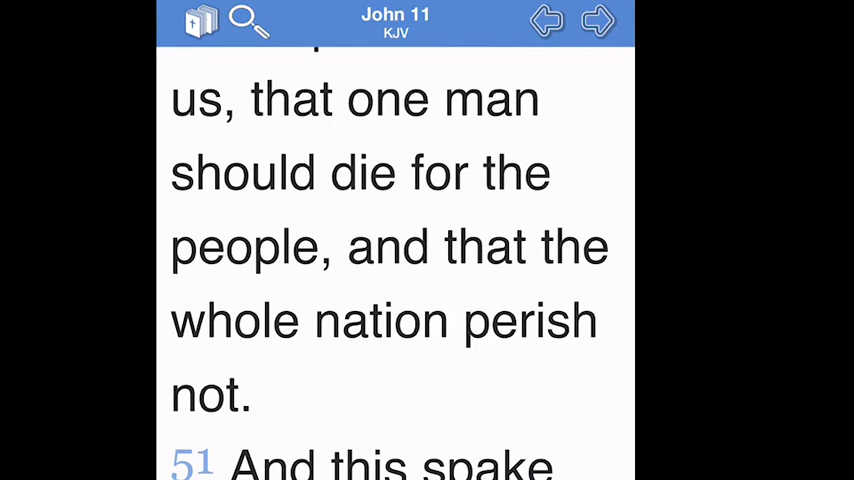 John 11
KJV
us, that one man
should die for the
people, and that the
whole nation perish
not.
51 And this spake